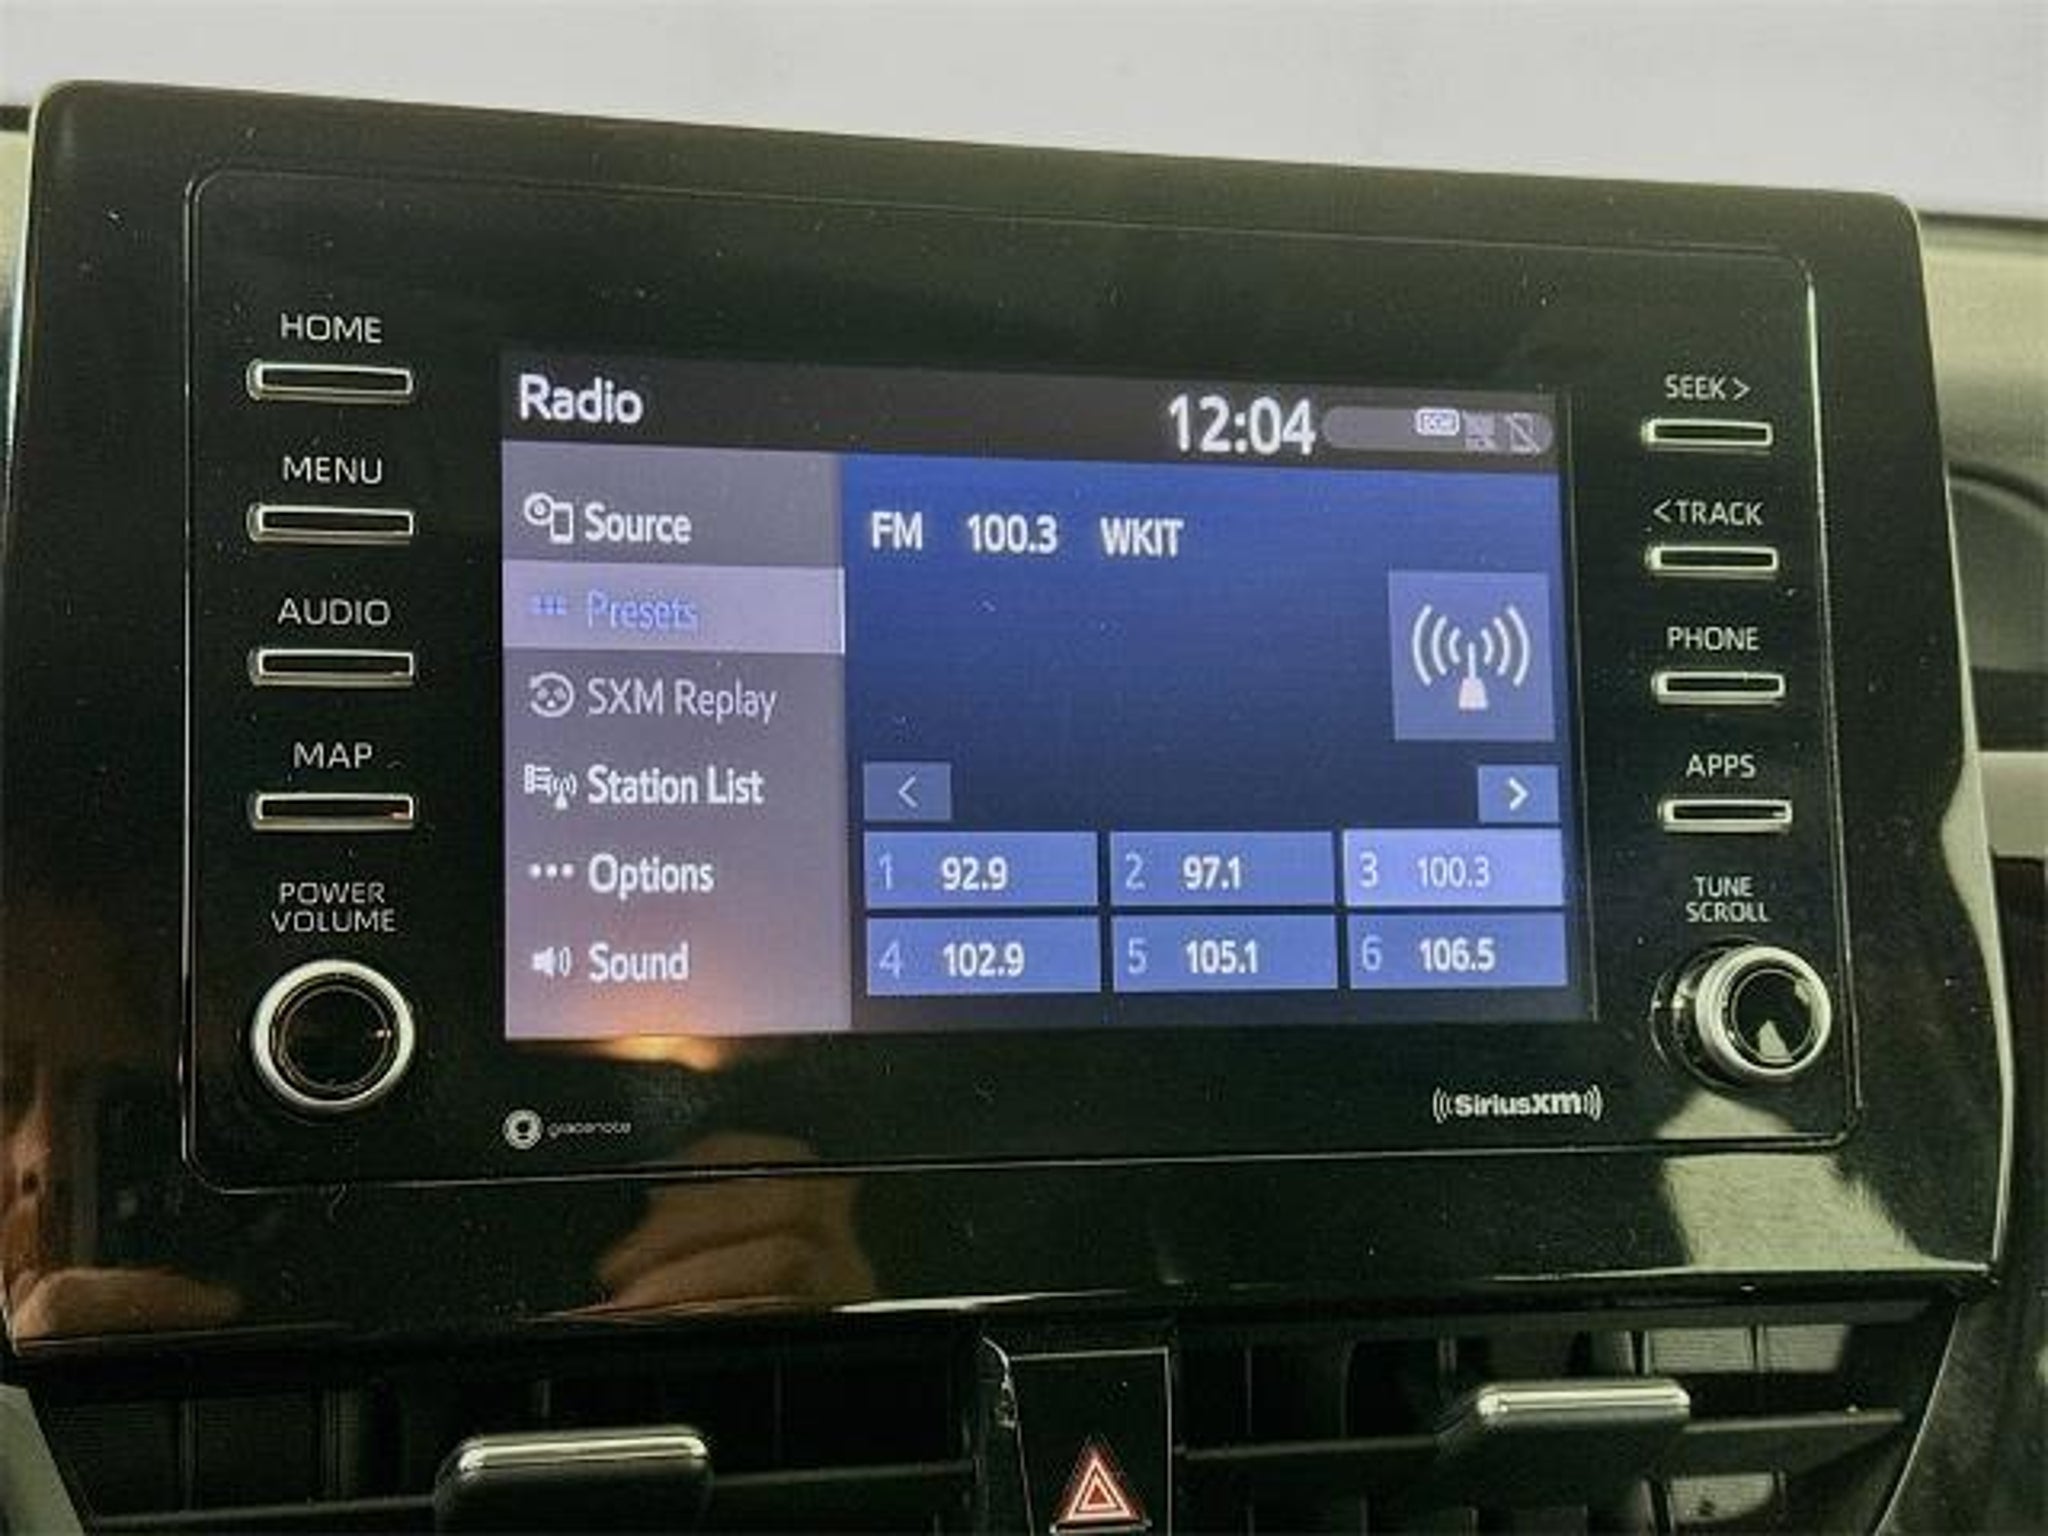 HOME
MENU
AUDIO
MAP
POWER
VOLUME
Radio
12:04
DCM
Source
Presets
SXM Replay
Station List
Options
Sound
FM 100.3 WKIT
<
>
1 92.9
2 97.1
3 100.3
4 102.9
5 105.1
6 106.5
SEEK >
< TRACK
PHONE
APPS
TUNE
SCROLL
gracenote
SiriusXM